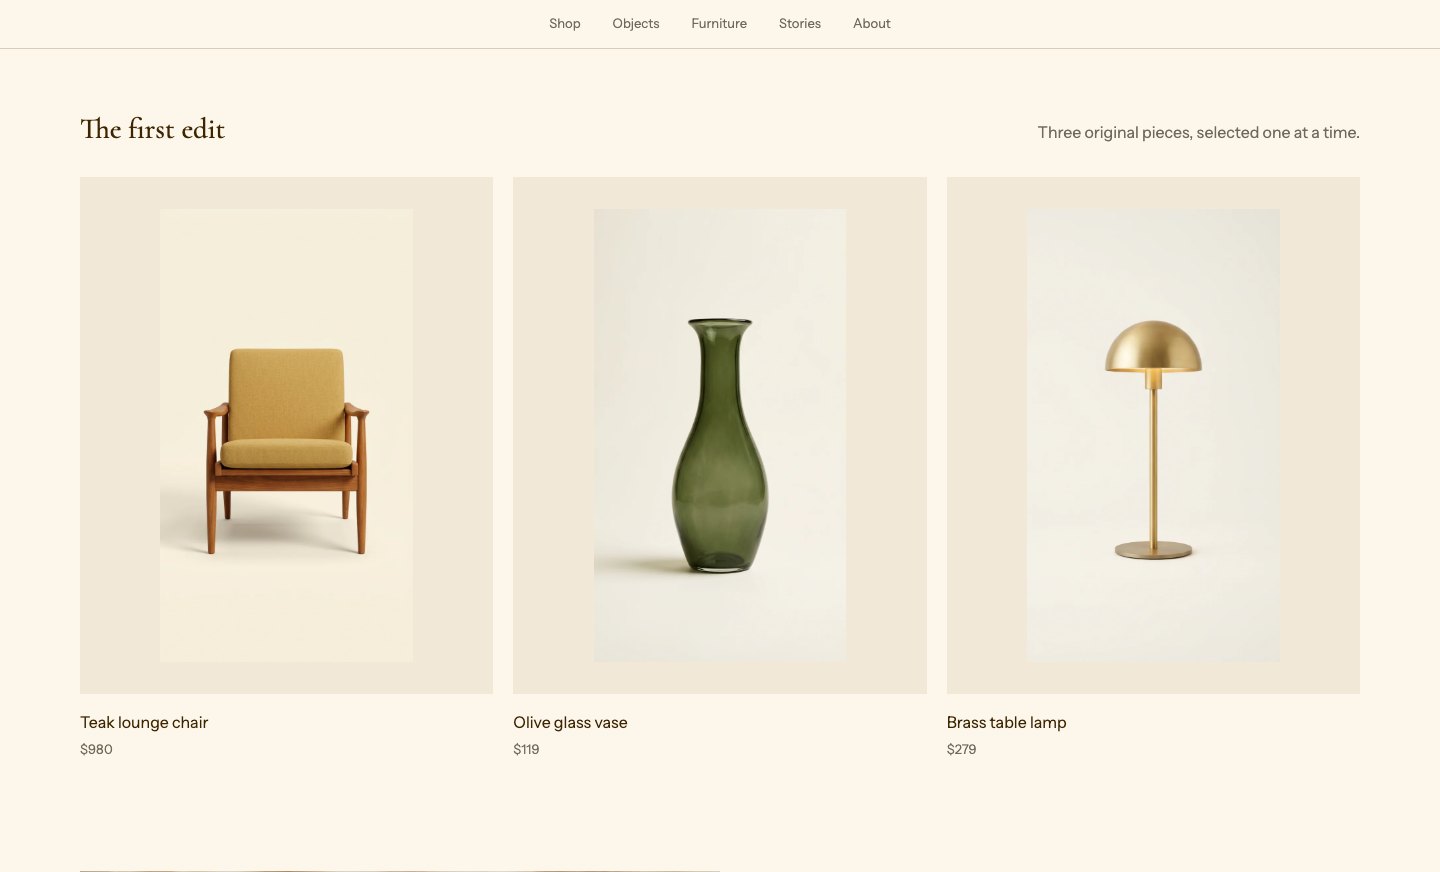 Shop Objects Furniture Stories About
The first edit
Three original pieces, selected one at a time.
Teak lounge chair
$980
Olive glass vase
$119
Brass table lamp
$279